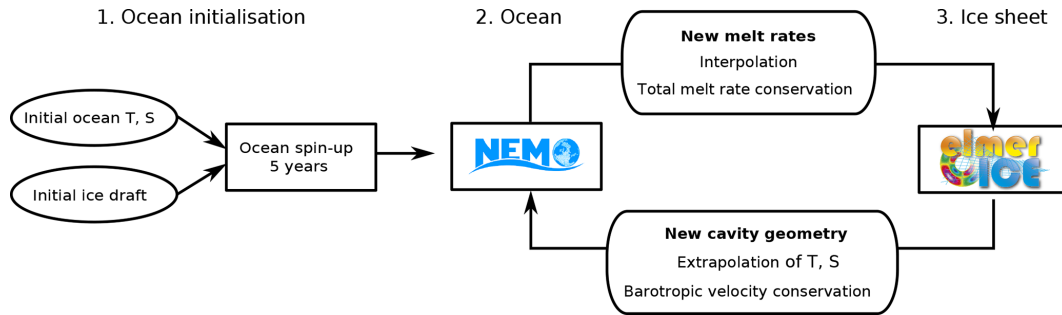 1. Ocean initialisation
2. Ocean
3. Ice sheet
Initial ocean T, S
Initial ice draft
Ocean spin-up
5 years
NEMO
New melt rates
Interpolation
Total melt rate conservation
elmer
ICE
New cavity geometry
Extrapolation of T, S
Barotropic velocity conservation